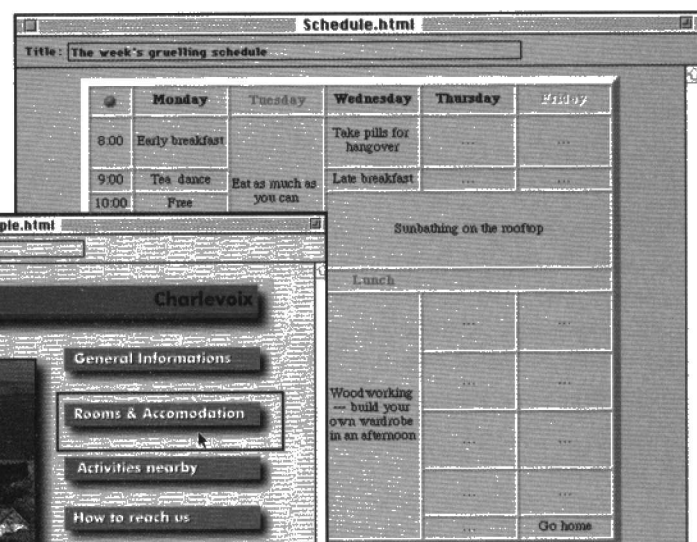 Schedule.html
Title: The week's gruelling schedule
Monday Tuesday Wednesday Thursday Friday
8:00 Early breakfast Take pills for
hangover ... ...
9:00 Tea dance Eat as much as Late breakfast ... ...
10:00 Free you can
Sunbathing on the rooftop
ple.html
Lunch
Charlevoix
... ...
General Informations
... ...
Rooms & Accomodation
Woodworking
— build your
own wardrobe
in an afternoon
... ...
Activities nearby
... ...
How to reach us
... Go home